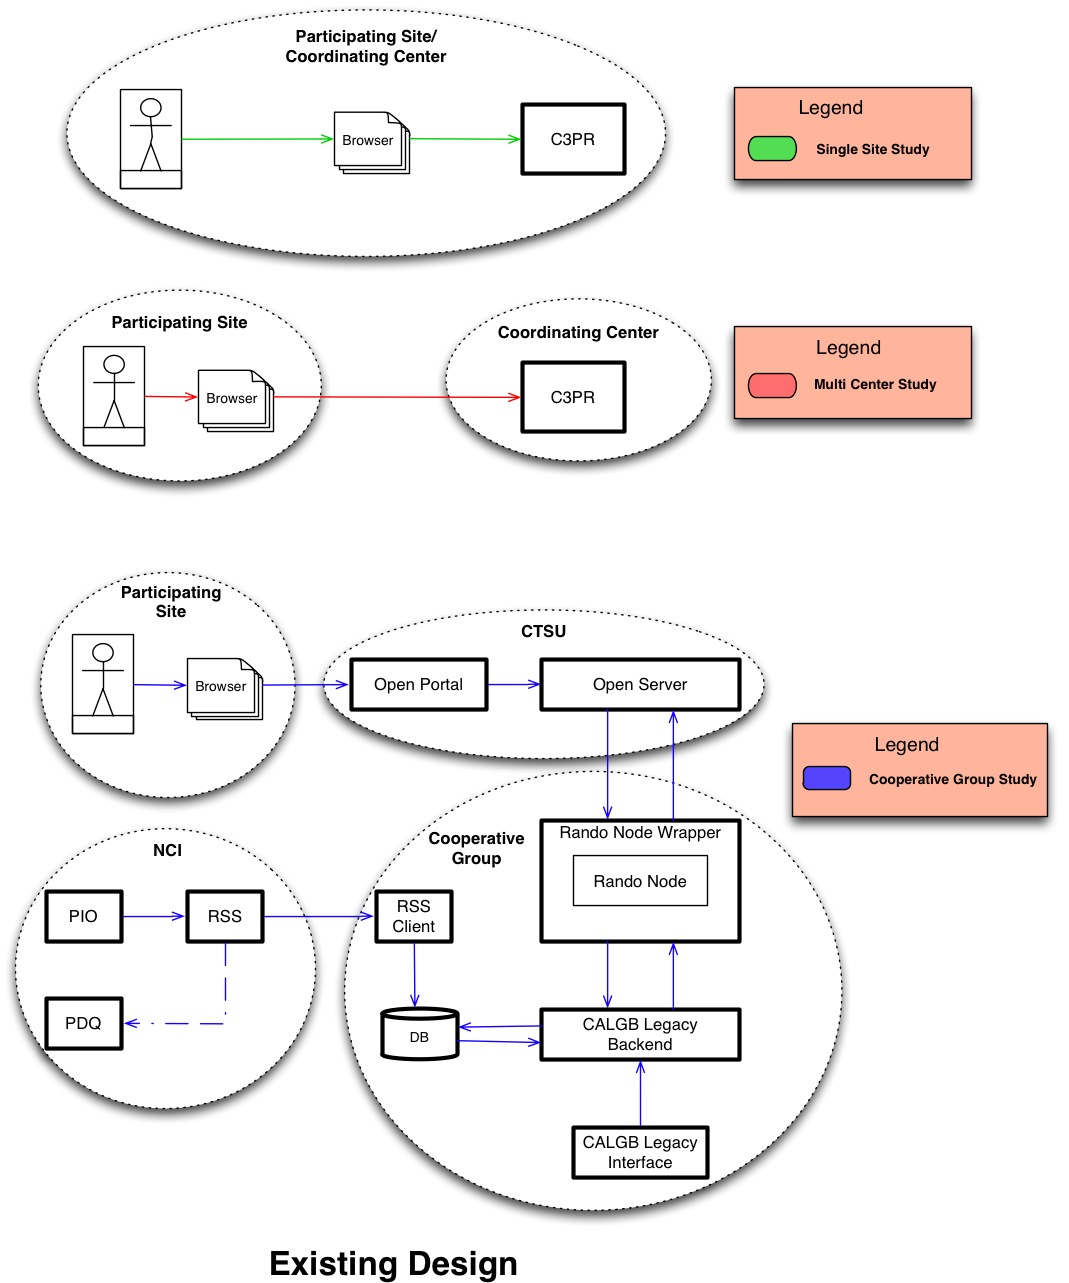 Participating Site/
Coordinating Center
Browser
C3PR
Legend
Single Site Study
Participating Site
Browser
Coordinating Center
C3PR
Legend
Multi Center Study
Participating
Site
Browser
CTSU
Open Portal
Open Server
Legend
Cooperative Group Study
NCI
PIO
RSS
PDQ
Cooperative
Group
Rando Node Wrapper
Rando Node
RSS
Client
DB
CALGB Legacy
Backend
CALGB Legacy
Interface
Existing Design